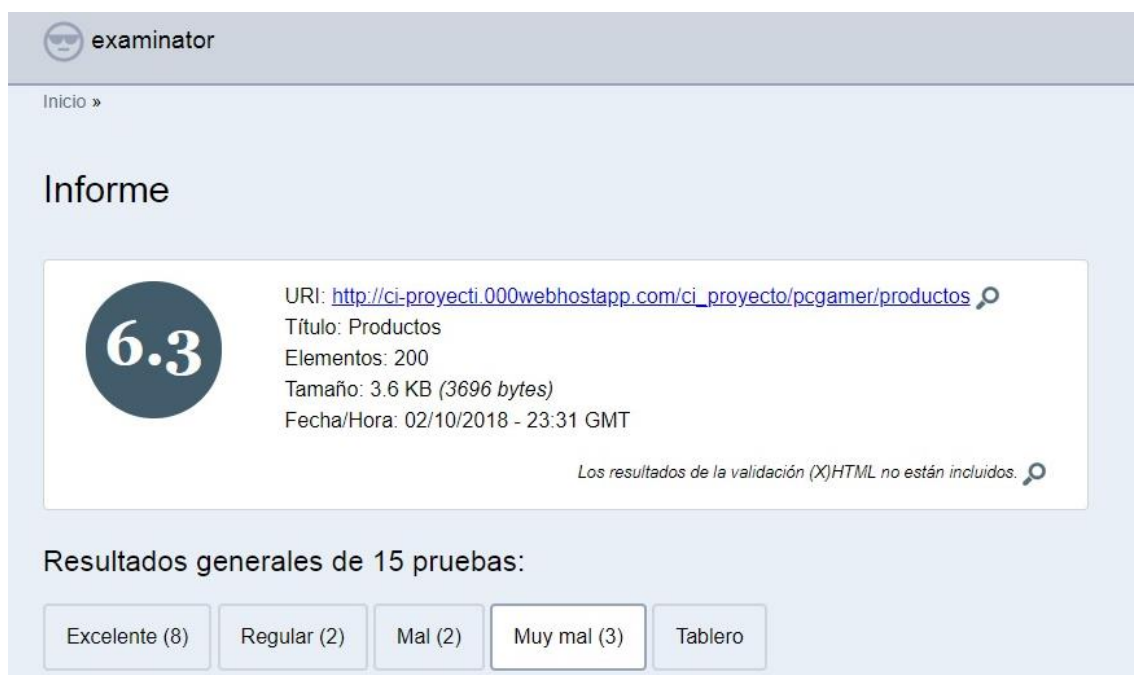 examinator
Inicio »
Informe
6.3
URI: http://ci-proyecti.000webhostapp.com/ci_proyecto/pcgamer/productos
Título: Productos
Elementos: 200
Tamaño: 3.6 KB (3696 bytes)
Fecha/Hora: 02/10/2018 - 23:31 GMT
Los resultados de la validación (X)HTML no están incluidos.
Resultados generales de 15 pruebas:
Excelente (8) Regular (2) Mal (2) Muy mal (3) Tablero